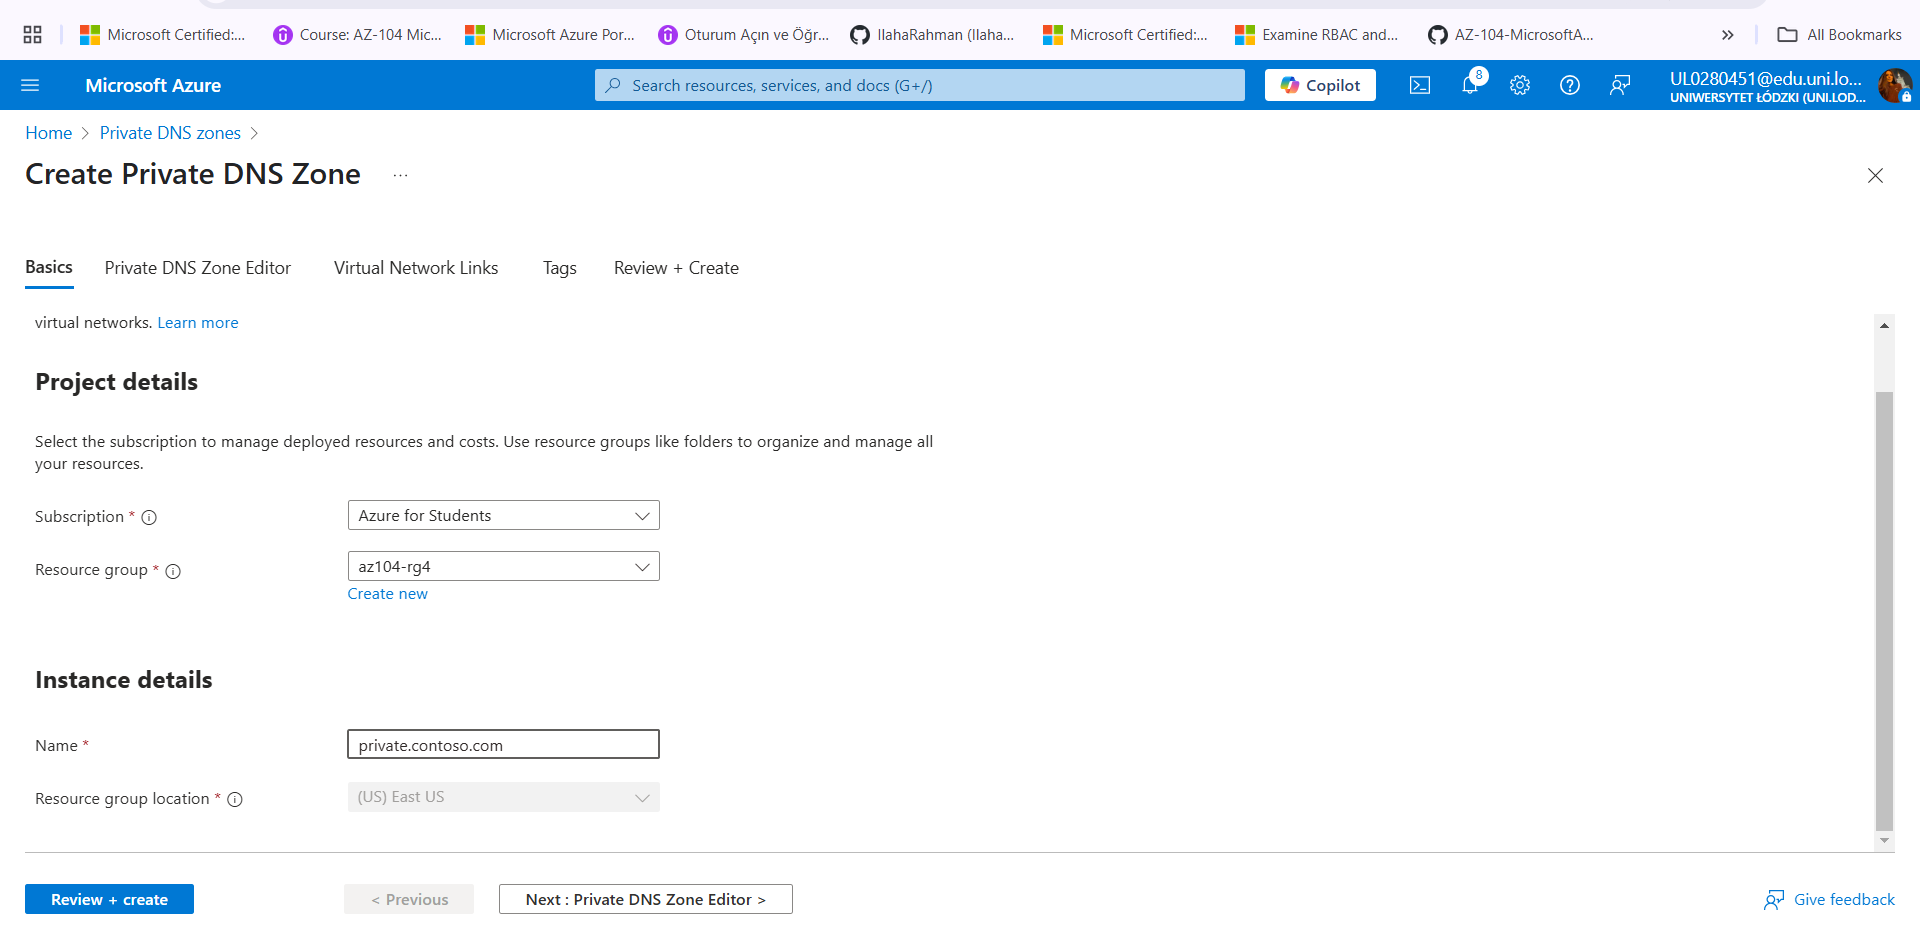 Microsoft Certified:...
Course: AZ-104 Mic...
Microsoft Azure Por...
Oturum Açın ve Öğr...
IlahaRahman (Ilaha...
Microsoft Certified:...
Examine RBAC and...
AZ-104-MicrosoftA...
» All Bookmarks
Microsoft Azure
Search resources, services, and docs (G+/)
Copilot
8
UL0280451@edu.uni.lo...
UNIWERSYTET ŁÓDZKI (UNI.LOD...
Home > Private DNS zones >
Create Private DNS Zone ...
Basics Private DNS Zone Editor Virtual Network Links Tags Review + Create
virtual networks. Learn more
Project details
Select the subscription to manage deployed resources and costs. Use resource groups like folders to organize and manage all
your resources.
Subscription * Azure for Students
Resource group * az104-rg4
Create new
Instance details
Name * private.contoso.com
Resource group location * (US) East US
Review + create < Previous Next : Private DNS Zone Editor > Give feedback